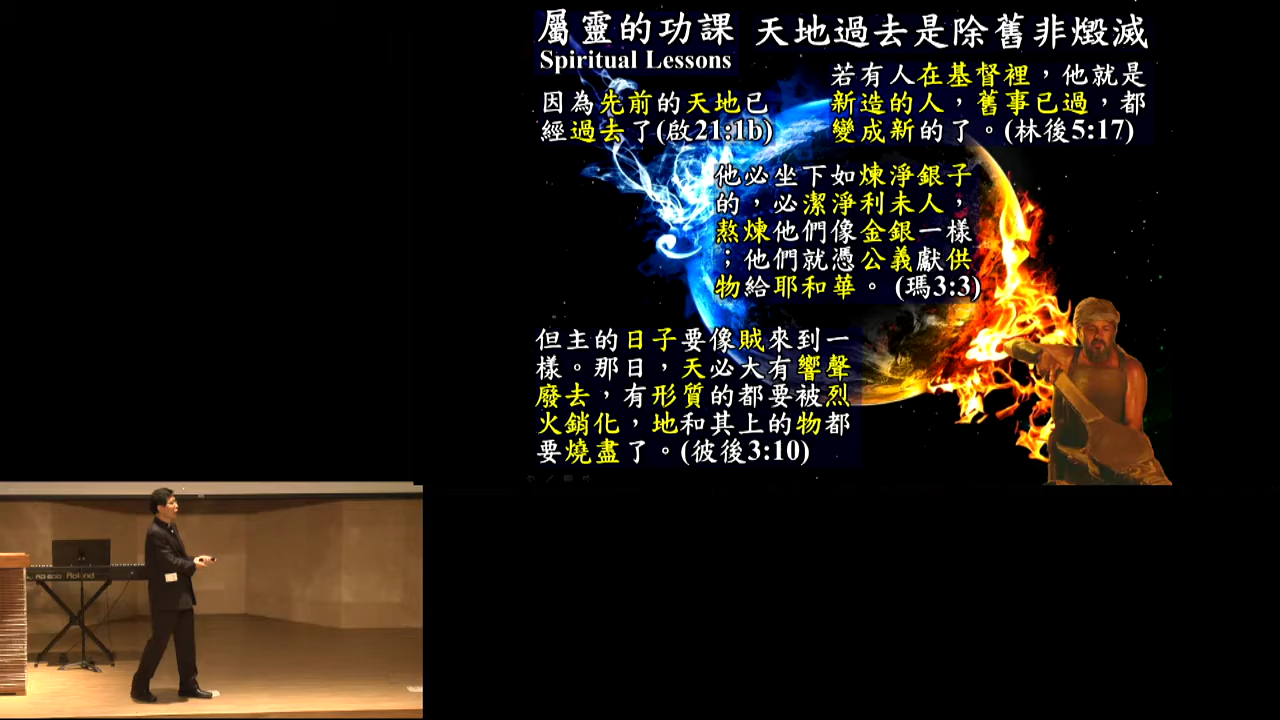 屬靈的功課
Spiritual Lessons
天地過去是除舊非燬滅
因為先前的天地已
經過去了(啟21:1b)
若有人在基督裡，他就是
新造的人，舊事已過，都
變成新的了。(林後5:17)
他必坐下如煉淨銀子
的，必潔淨利未人，
熬煉他們像金銀一樣
；他們就憑公義獻供
物給耶和華。(瑪3:3)
但主的日子要像賊來到一
樣。那日，天必大有響聲
廢去，有形質的都要被烈
火銷化，地和其上的物都
要燒盡了。(彼後3:10)
Roland